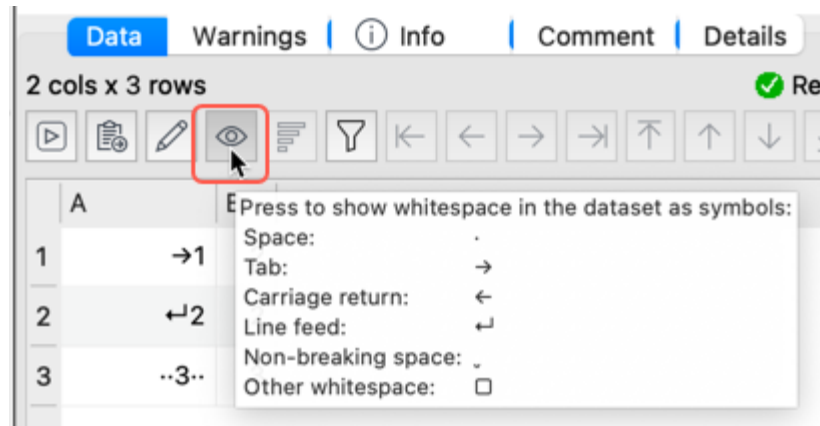 Data Warnings Info Comment Details
2 cols x 3 rows Re
A
Press to show whitespace in the dataset as symbols:
Space: ·
Tab: →
1 →1
Carriage return: ←
Line feed: ↵
2 ↵2
Non-breaking space: ˬ
Other whitespace: ▢
3 ··3··